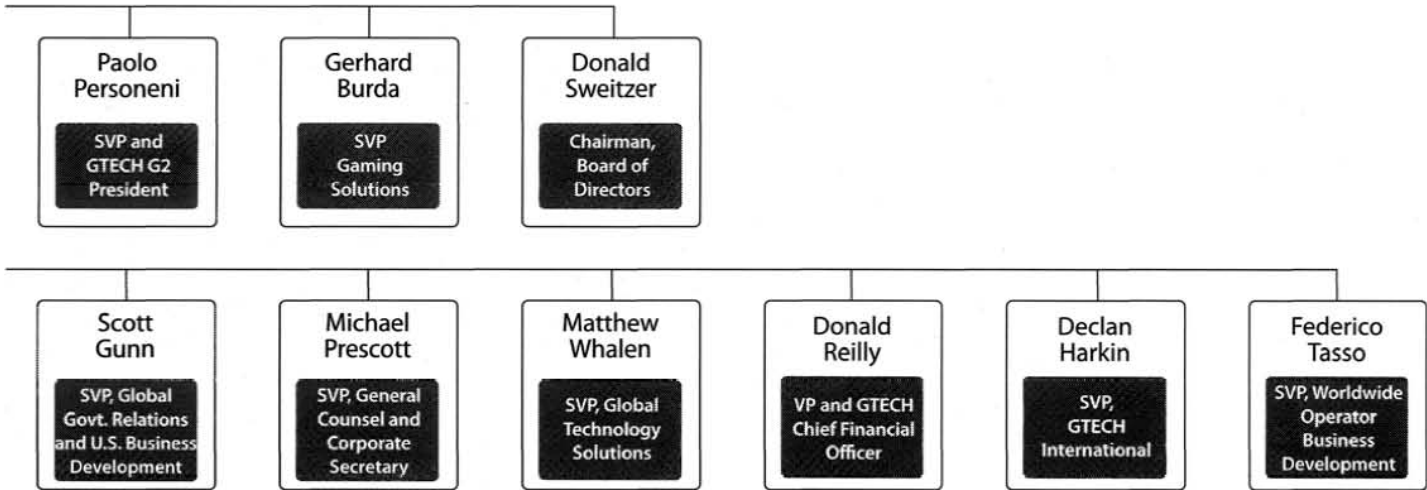 Paolo
Personeni
SVP and
GTECH G2
President
Gerhard
Burda
SVP
Gaming
Solutions
Donald
Sweitzer
Chairman,
Board of
Directors
Scott
Gunn
SVP, Global
Govt. Relations
and U.S. Business
Development
Michael
Prescott
SVP, General
Counsel and
Corporate
Secretary
Matthew
Whalen
SVP, Global
Technology
Solutions
Donald
Reilly
VP and GTECH
Chief Financial
Officer
Declan
Harkin
SVP,
GTECH
International
Federico
Tasso
SVP, Worldwide
Operator
Business
Development